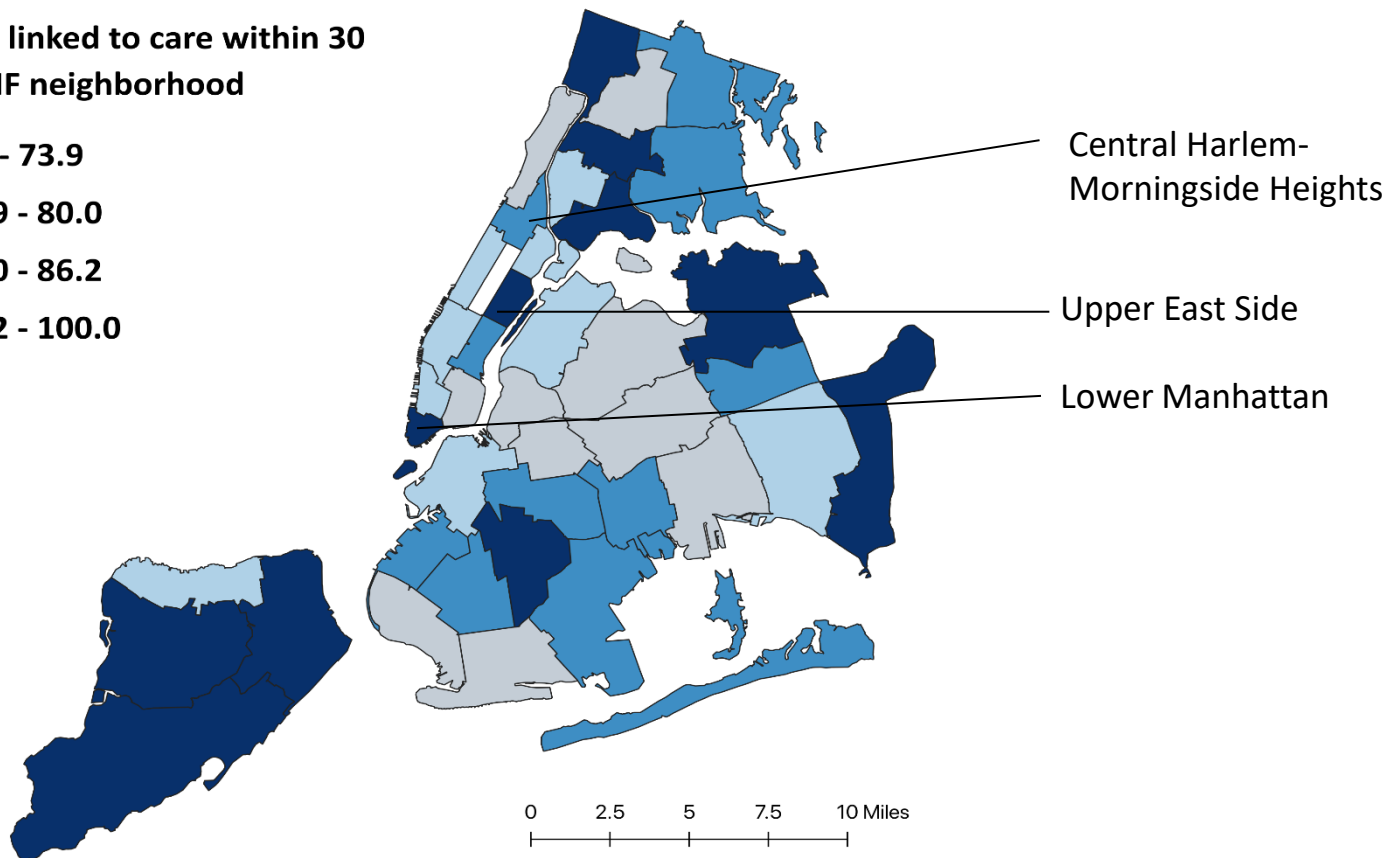 linked to care within 30
F neighborhood
- 73.9
9 - 80.0
0 - 86.2
2 - 100.0
Central Harlem-
Morningside Heights
Upper East Side
Lower Manhattan
0 2.5 5 7.5 10 Miles